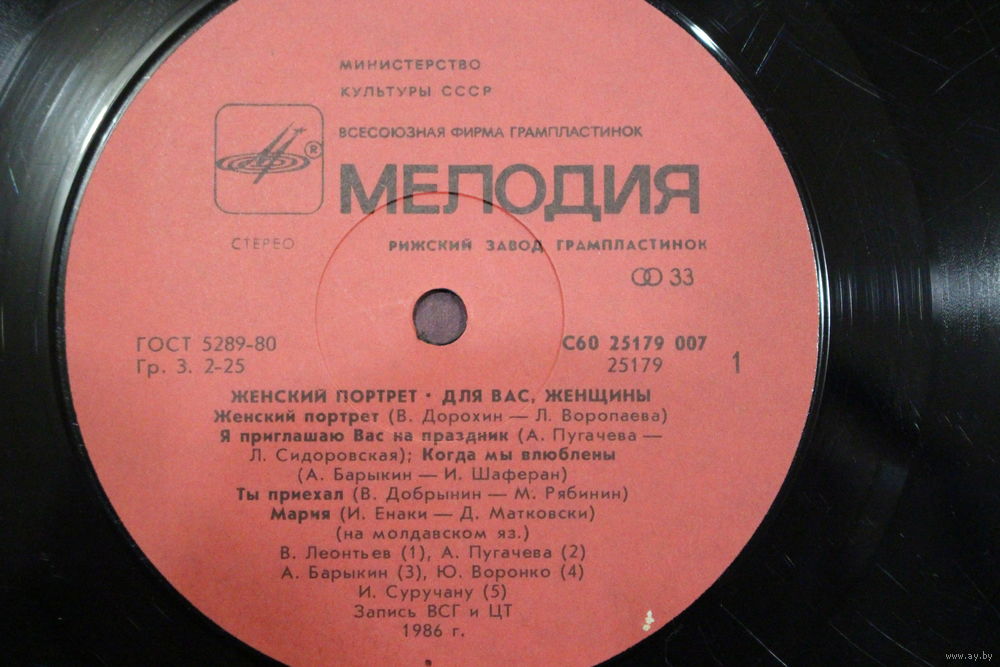 МИНИСТЕРСТВО
КУЛЬТУРЫ СССР
ВСЕСОЮЗНАЯ ФИРМА ГРАМПЛАСТИНОК
®
МЕЛОДИЯ
СТЕРЕО
РИЖСКИЙ ЗАВОД ГРАМПЛАСТИНОК
33
ГОСТ 5289-80
Гр. 3. 2-25
С60 25179 007
25179
1
ЖЕНСКИЙ ПОРТРЕТ · ДЛЯ ВАС, ЖЕНЩИНЫ
Женский портрет (В. Дорохин — Л. Воропаева)
Я приглашаю Вас на праздник (А. Пугачева —
Л. Сидоровская); Когда мы влюблены
(А. Барыкин — И. Шаферан)
Ты приехал (В. Добрынин — М. Рябинин)
Мария (И. Енаки — Д. Матковски)
(на молдавском яз.)
В. Леонтьев (1), А. Пугачева (2)
А. Барыкин (3), Ю. Воронко (4)
И. Суручану (5)
Запись ВСГ и ЦТ
1986 г.
www.ay.by